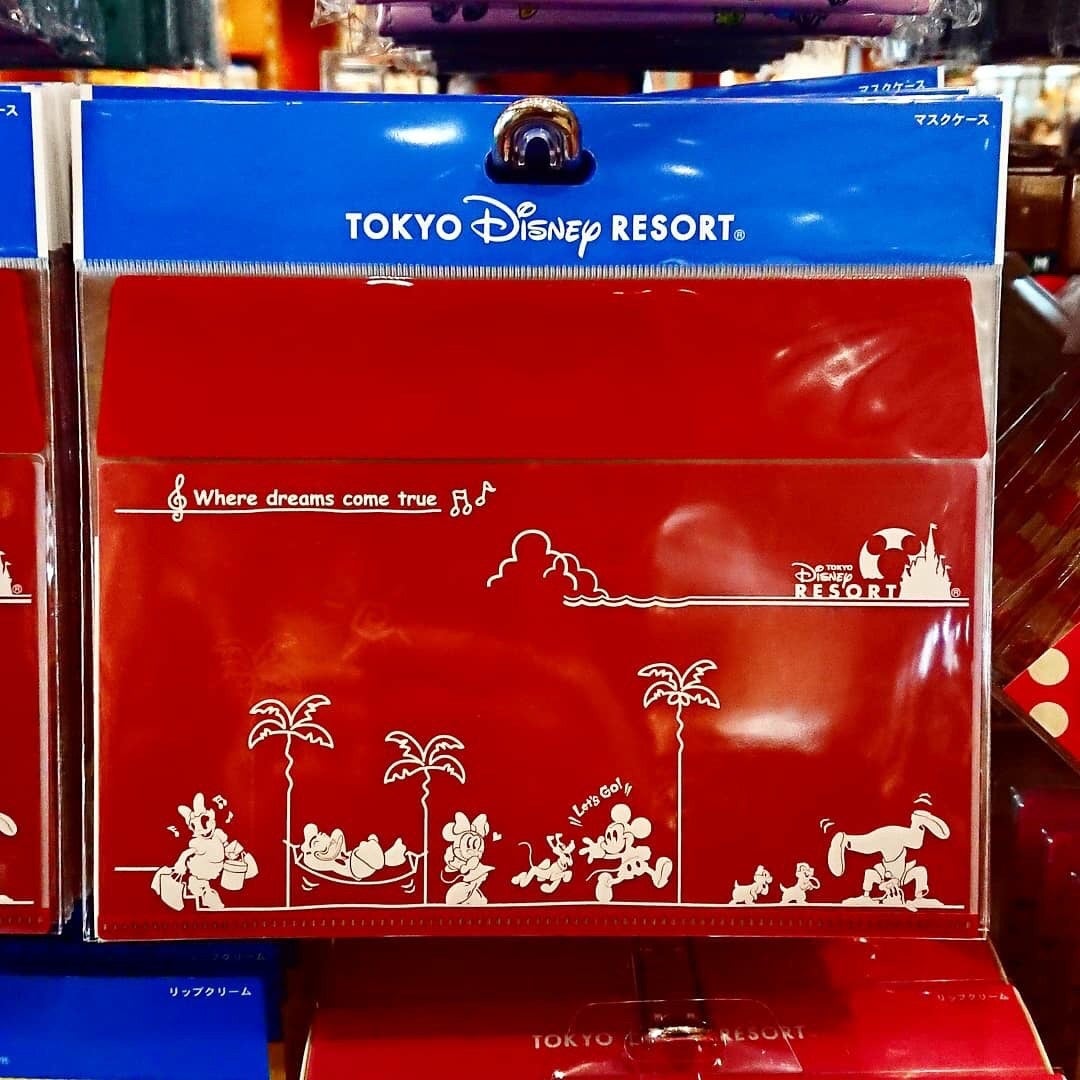 マスクケース
ース
マスクケース
TOKYO Disney RESORT®
Where dreams come true
TOKYO
Disney
RESORT®
®
Let's Go!
リップクリーム
リップクリーム
TOKYO RESORT